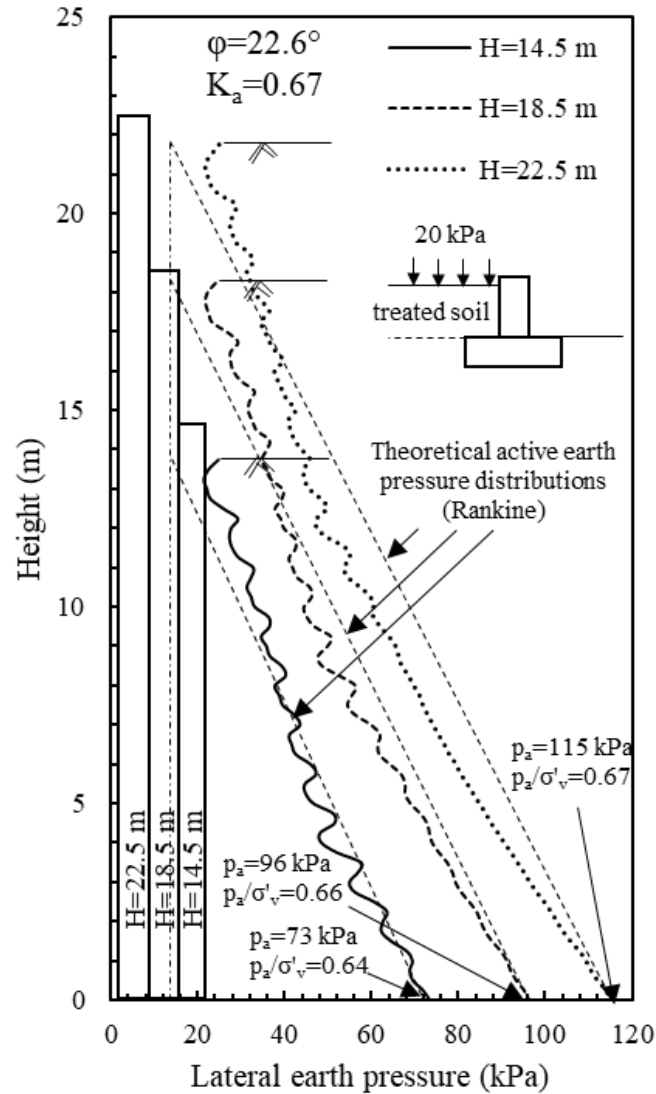 25
20
15
10
5
0
Height (m)
φ=22.6°
Kₐ=0.67
H=14.5 m
H=18.5 m
H=22.5 m
20 kPa
treated soil
Theoretical active earth
pressure distributions
(Rankine)
pₐ=115 kPa
pₐ/σ'ᵥ=0.67
pₐ=96 kPa
pₐ/σ'ᵥ=0.66
pₐ=73 kPa
pₐ/σ'ᵥ=0.64
H=22.5 m
H=18.5 m
H=14.5 m
0 20 40 60 80 100 120
Lateral earth pressure (kPa)